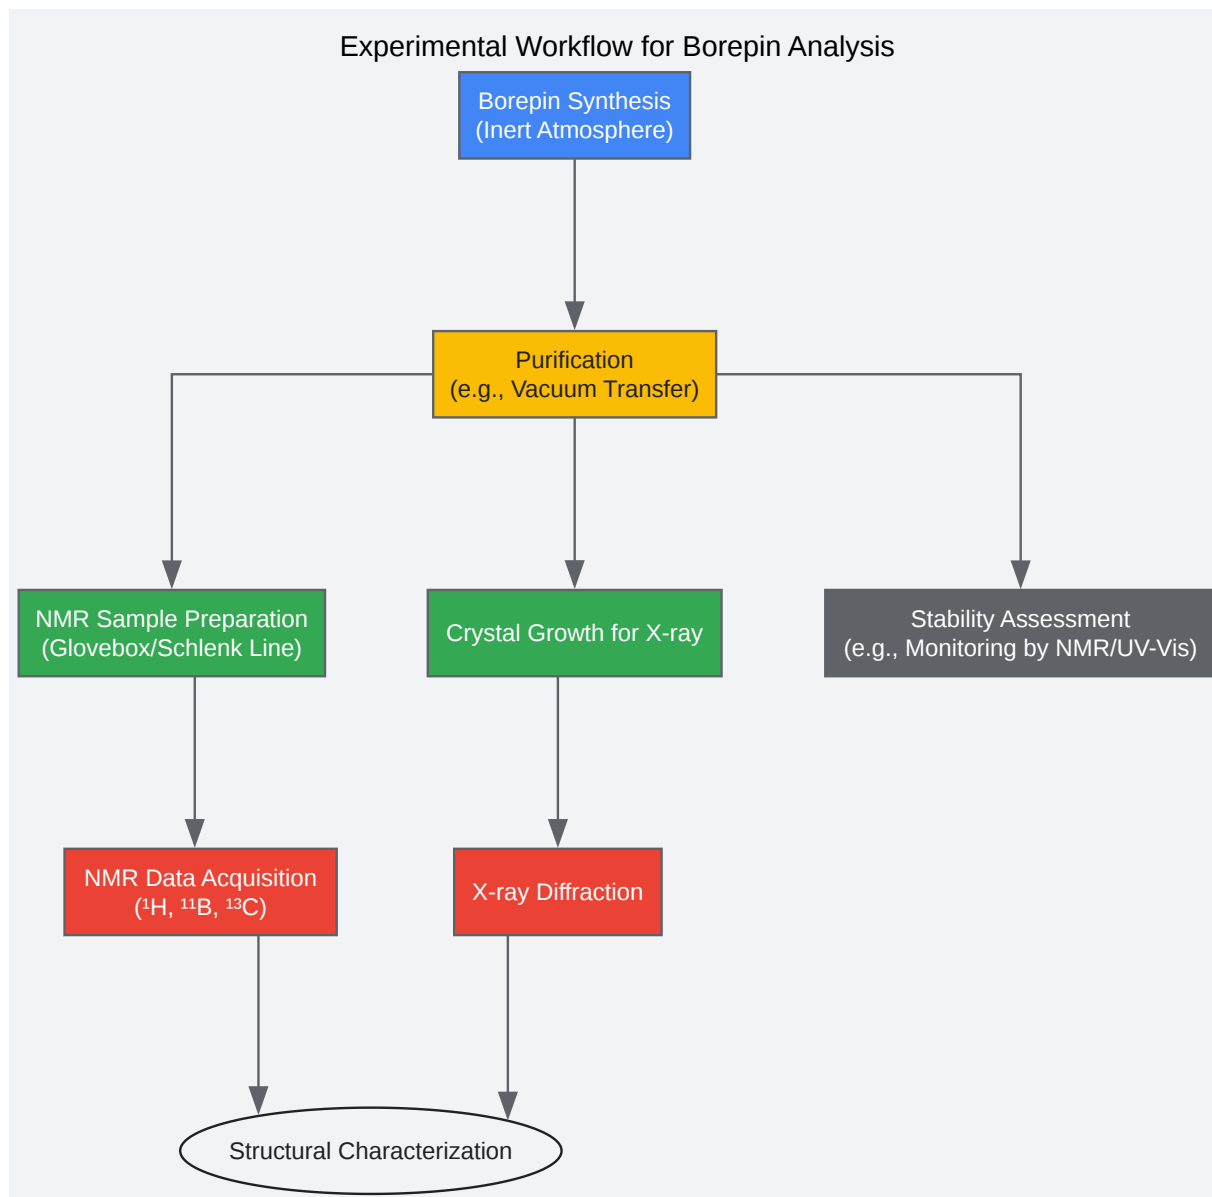 Experimental Workflow for Borepin Analysis
Borepin Synthesis
(Inert Atmosphere)
Purification
(e.g., Vacuum Transfer)
NMR Sample Preparation
(Glovebox/Schlenk Line)
Crystal Growth for X-ray
Stability Assessment
(e.g., Monitoring by NMR/UV-Vis)
NMR Data Acquisition
(¹H, ¹¹B, ¹³C)
X-ray Diffraction
Structural Characterization